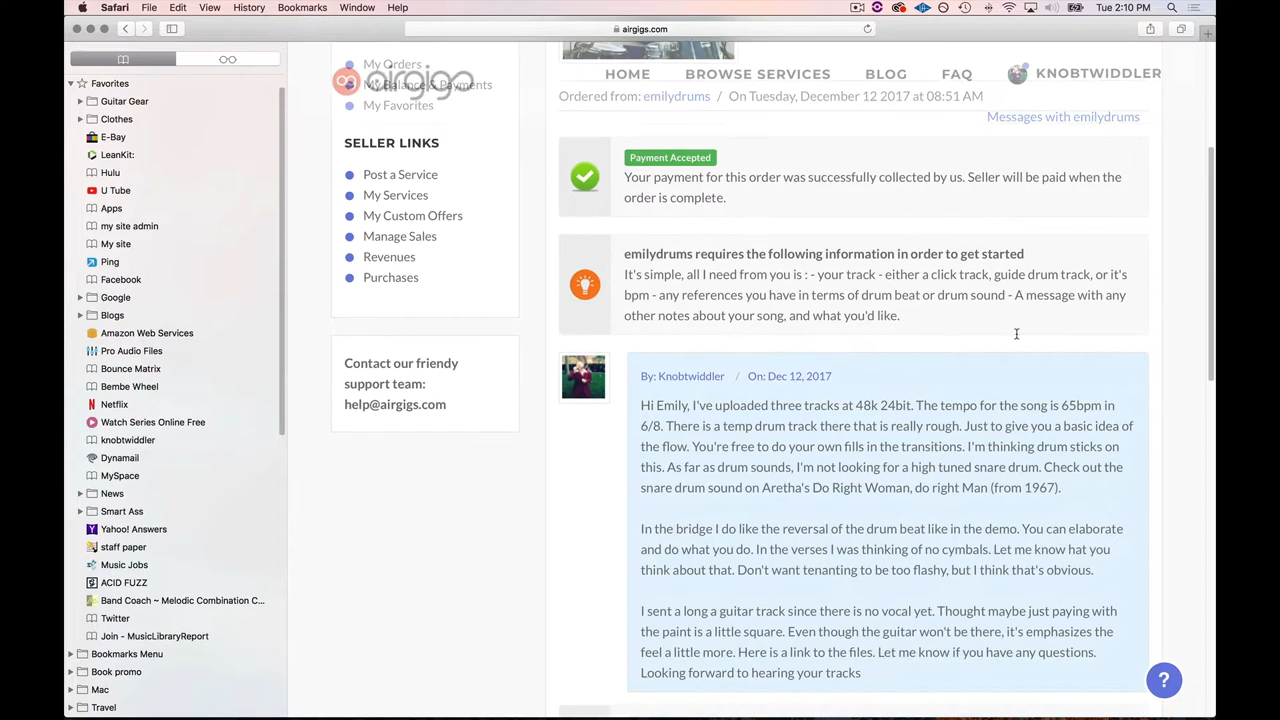 Safari File Edit View History Bookmarks Window Help Tue 2:10 PM
airgigs.com
Favorites
Guitar Gear
Clothes
E-Bay
LeanKit:
Hulu
U Tube
Apps
my site admin
My site
Ping
Facebook
Google
Blogs
Amazon Web Services
Pro Audio Files
Bounce Matrix
Bembe Wheel
Netflix
Watch Series Online Free
knobtwiddler
Dynamail
MySpace
News
Smart Ass
Yahoo! Answers
staff paper
Music Jobs
ACID FUZZ
Band Coach ~ Melodic Combination C...
Twitter
Join - MusicLibraryReport
Bookmarks Menu
Book promo
Mac
Travel
airgigs
HOME BROWSE SERVICES BLOG FAQ KNOBTWIDDLER
My Orders
My Balance & Payments
My Favorites
SELLER LINKS
Post a Service
My Services
My Custom Offers
Manage Sales
Revenues
Purchases
Contact our friendy
support team:
help@airgigs.com
Ordered from: emilydrums / On Tuesday, December 12 2017 at 08:51 AM
Messages with emilydrums
Payment Accepted
Your payment for this order was successfully collected by us. Seller will be paid when the
order is complete.
emilydrums requires the following information in order to get started
It's simple, all I need from you is : - your track - either a click track, guide drum track, or it's
bpm - any references you have in terms of drum beat or drum sound - A message with any
other notes about your song, and what you'd like.
By: Knobtwiddler / On: Dec 12, 2017
Hi Emily, I've uploaded three tracks at 48k 24bit. The tempo for the song is 65bpm in
6/8. There is a temp drum track there that is really rough. Just to give you a basic idea of
the flow. You're free to do your own fills in the transitions. I'm thinking drum sticks on
this. As far as drum sounds, I'm not looking for a high tuned snare drum. Check out the
snare drum sound on Aretha's Do Right Woman, do right Man (from 1967).
In the bridge I do like the reversal of the drum beat like in the demo. You can elaborate
and do what you do. In the verses I was thinking of no cymbals. Let me know hat you
think about that. Don't want tenanting to be too flashy, but I think that's obvious.
I sent a long a guitar track since there is no vocal yet. Thought maybe just paying with
the paint is a little square. Even though the guitar won't be there, it's emphasizes the
feel a little more. Here is a link to the files. Let me know if you have any questions.
Looking forward to hearing your tracks
?